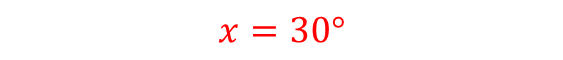 x = 30°